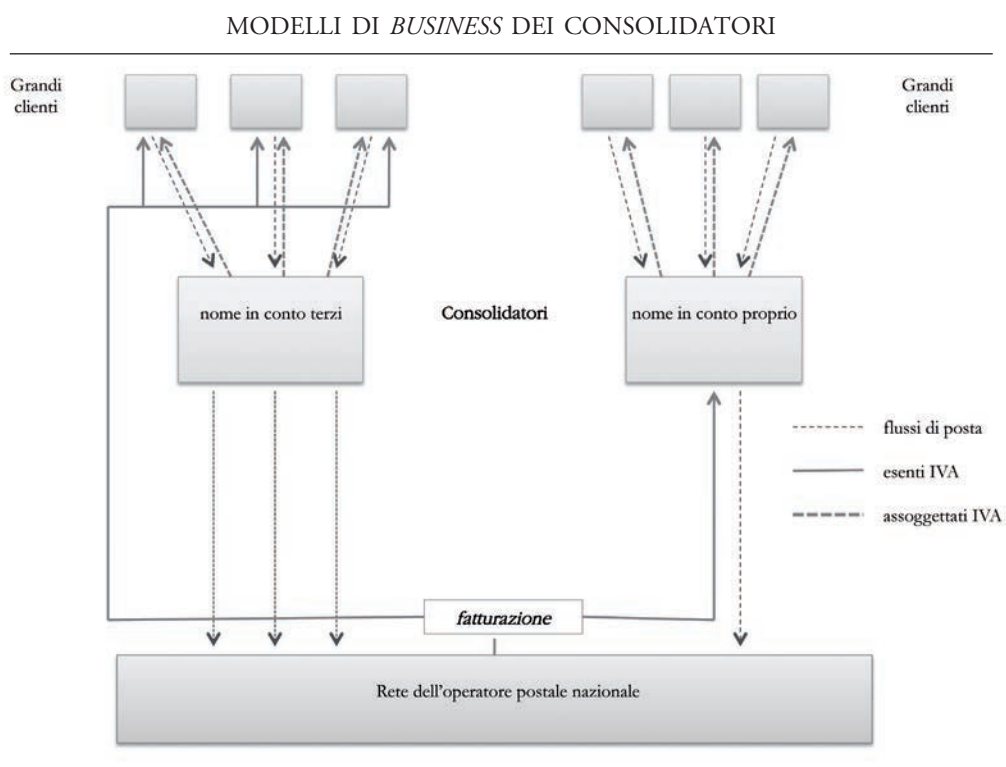 MODELLI DI BUSINESS DEI CONSOLIDATORI
Grandi
clienti
Grandi
clienti
nome in conto terzi
Consolidatori
nome in conto proprio
flussi di posta
esenti IVA
assoggettati IVA
fatturazione
Rete dell'operatore postale nazionale